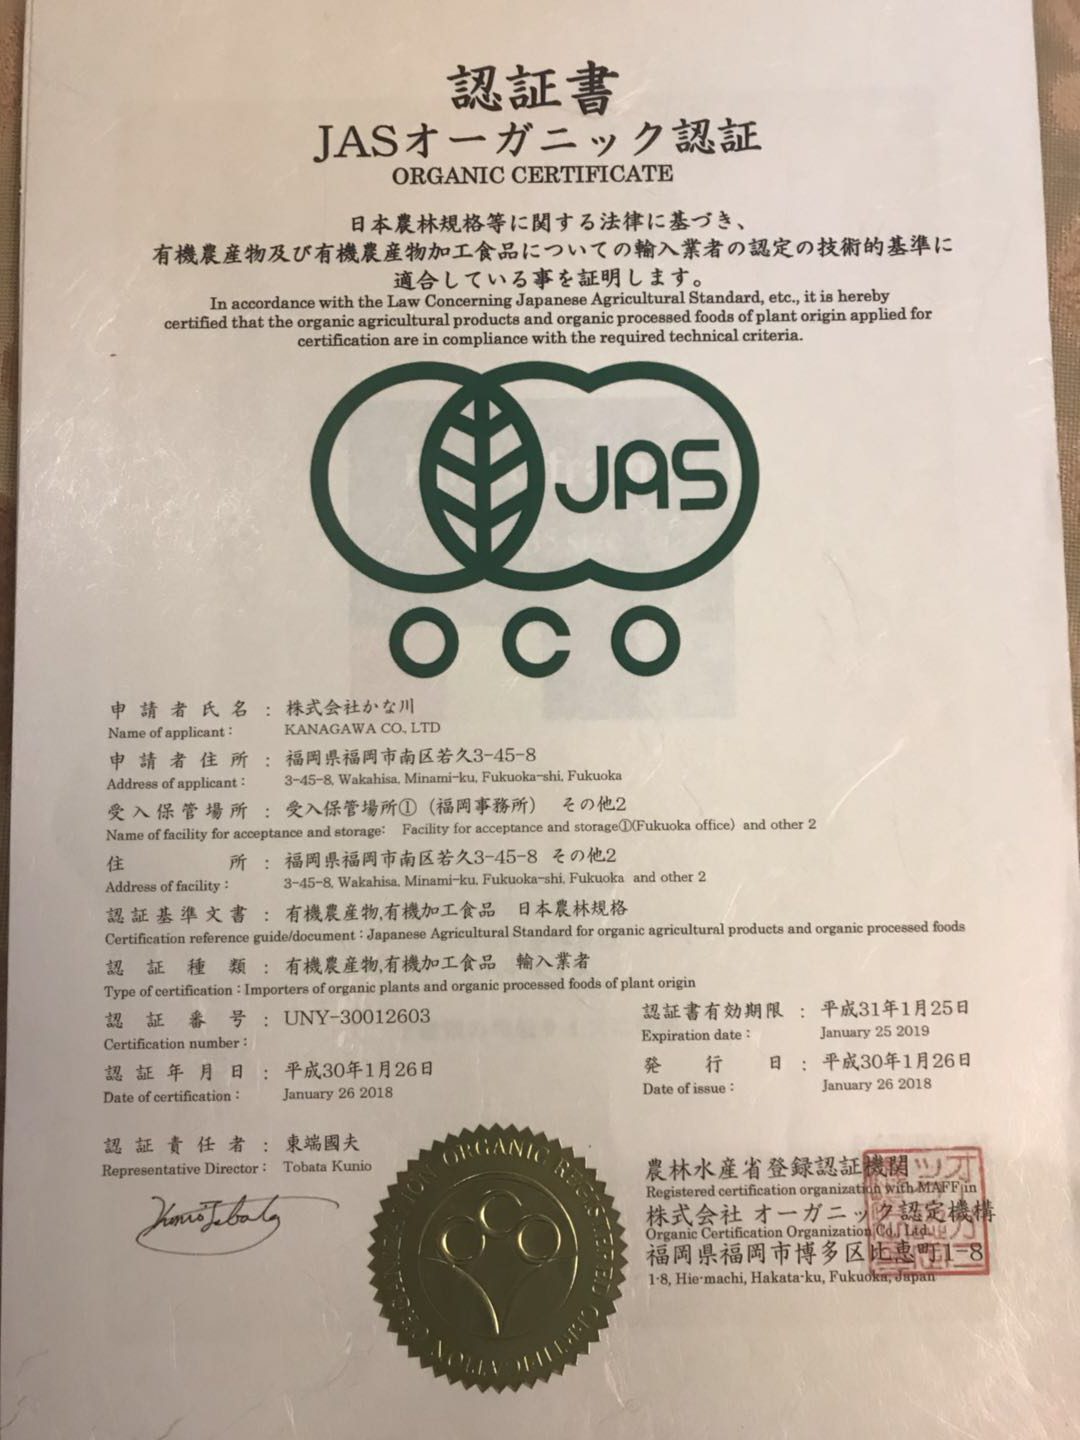 認証書
JASオーガニック認証
ORGANIC CERTIFICATE
日本農林規格等に関する法律に基づき、
有機農産物及び有機農産物加工食品についての輸入業者の認定の技術的基準に
適合している事を証明します。
In accordance with the Law Concerning Japanese Agricultural Standard, etc., it is hereby
certified that the organic agricultural products and organic processed foods of plant origin applied for
certification are in compliance with the required technical criteria.
JAS
OCO
申請者氏名 : 株式会社かな川
Name of applicant : KANAGAWA CO., LTD
申請者住所 : 福岡県福岡市南区若久3-45-8
Address of applicant : 3-45-8, Wakahisa, Minami-ku, Fukuoka-shi, Fukuoka
受入保管場所 : 受入保管場所①（福岡事務所） その他2
Name of facility for acceptance and storage: Facility for acceptance and storage①(Fukuoka office) and other 2
住所 : 福岡県福岡市南区若久3-45-8 その他2
Address of facility : 3-45-8, Wakahisa, Minami-ku, Fukuoka-shi, Fukuoka and other 2
認証基準文書 : 有機農産物,有機加工食品 日本農林規格
Certification reference guide/document : Japanese Agricultural Standard for organic agricultural products and organic processed foods
認証種類 : 有機農産物,有機加工食品 輸入業者
Type of certification : Importers of organic plants and organic processed foods of plant origin
認証番号 : UNY-30012603
Certification number :
認証書有効期限 : 平成31年1月25日
Expiration date : January 25 2019
認証年月日 : 平成30年1月26日
Date of certification : January 26 2018
発行日 : 平成30年1月26日
Date of issue : January 26 2018
認証責任者 : 東端國夫
Representative Director : Tobata Kunio
Kunio Tobata
ORGANIC REGISTERED CERTIFICATION ORGANIZATION
農林水産省登録認証機関
Registered certification organization with MAFF in
株式会社 オーガニック認定機構
Organic Certification Organization Co., Ltd.
福岡県福岡市博多区比恵町1-8
1-8, Hie-machi, Hakata-ku, Fukuoka, Japan